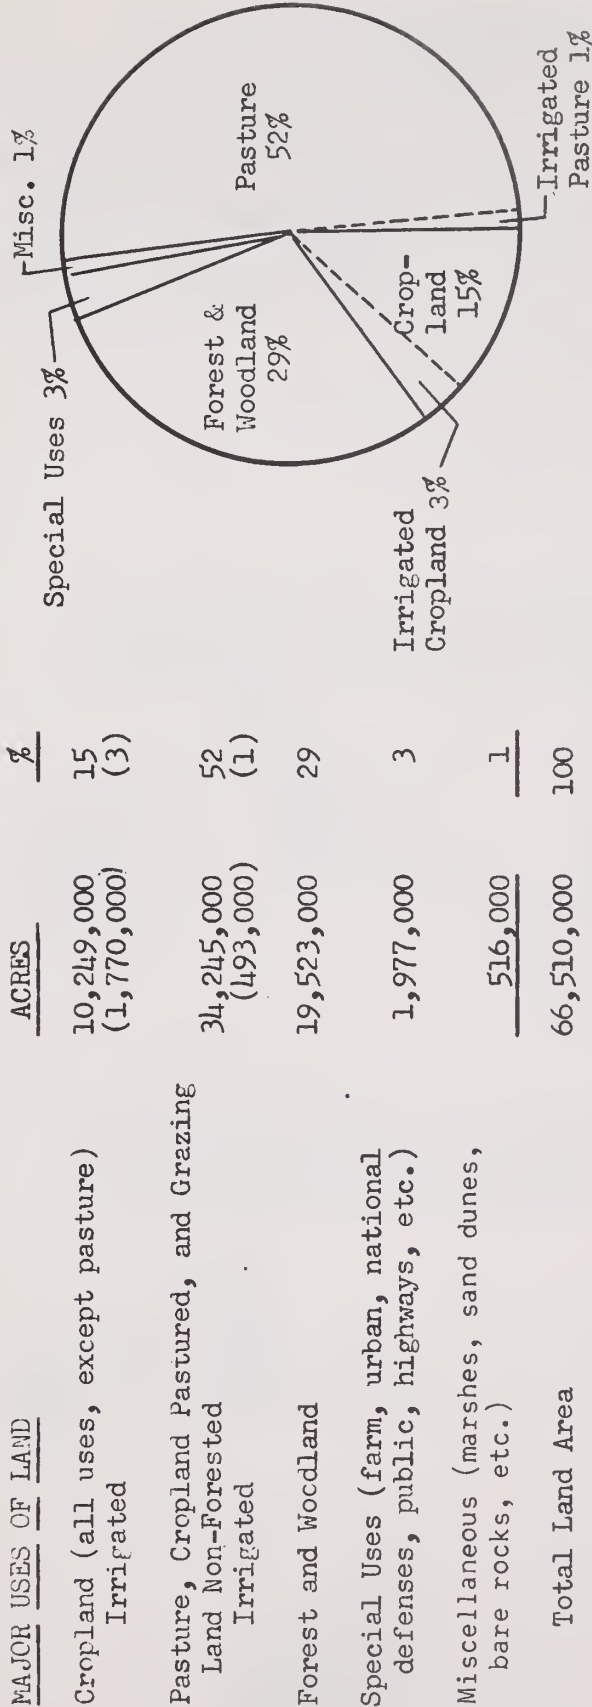 MAJOR USES OF LAND ACRES %
Cropland (all uses, except pasture) 10,249,000 15
Irrigated (1,770,000) (3)
Pasture, Cropland Pastured, and Grazing
Land Non-Forested 34,245,000 52
Irrigated (493,000) (1)
Forest and Wocdland 19,523,000 29
Special Uses (farm, urban, national
defenses, public, highways, etc.) 1,977,000 3
Miscellaneous (marshes, sand dunes,
bare rocks, etc.) 516,000 1
Total Land Area 66,510,000 100
Special Uses 3%
Misc. 1%
Forest &
Woodland
29%
Pasture
52%
Irrigated
Cropland 3%
Crop-
land
15%
Irrigated
Pasture 1%